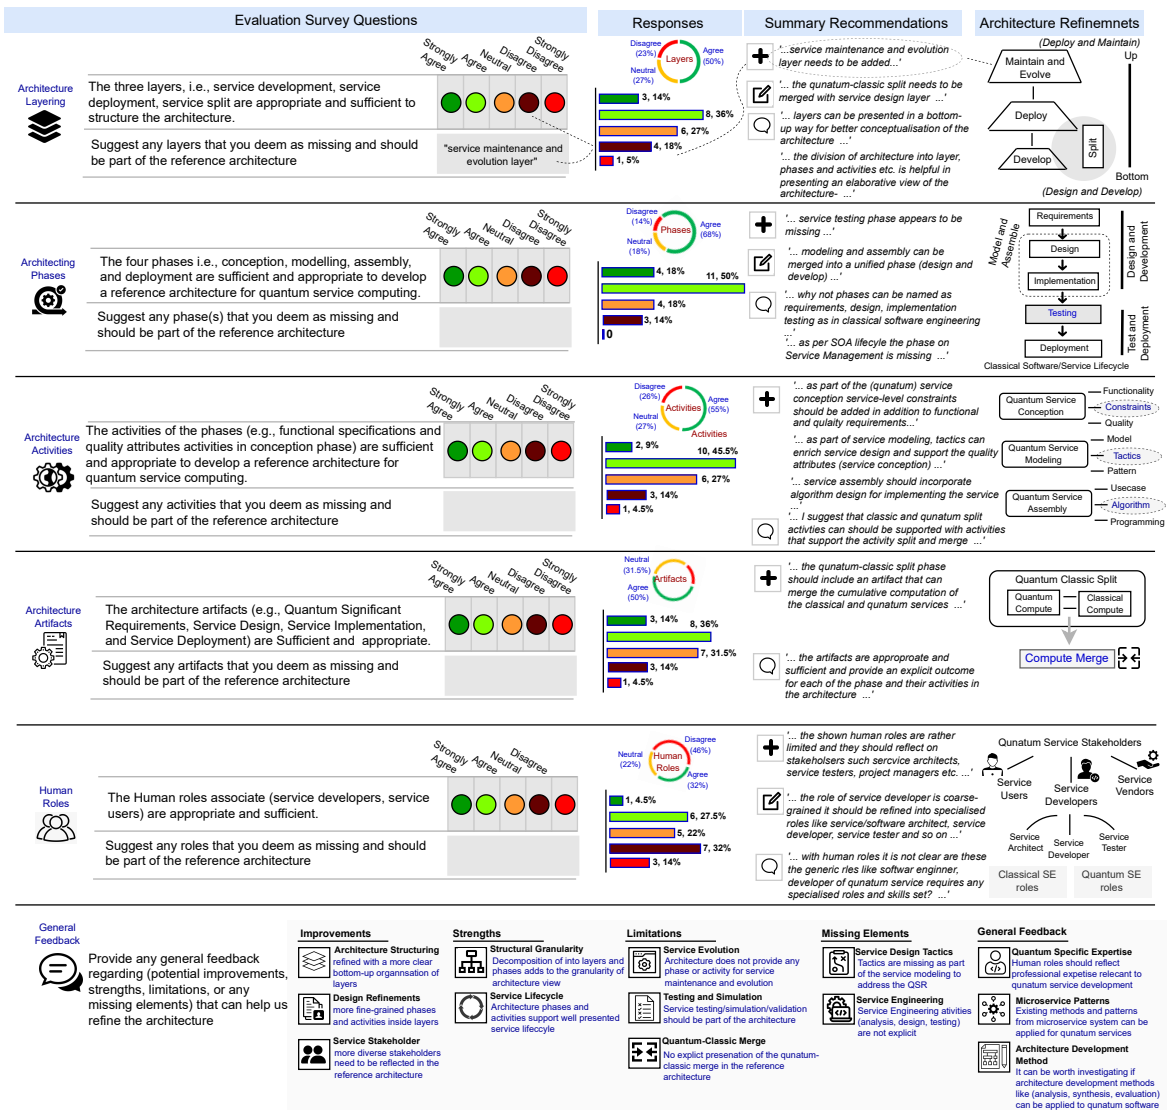 Evaluation Survey Questions
Responses
Summary Recommendations
Architecture Refinemnets
Architecture
Layering
Strongly
Agree
Agree
Neutral
Disagree
Strongly
Disagree
The three layers, i.e., service development, service
deployment, service split are appropriate and sufficient to
structure the architecture.
Suggest any layers that you deem as missing and should
be part of the reference architecture
"service maintenance and
evolution layer"
Disagree
(23%)
Layers
Agree
(50%)
Neutral
(27%)
3, 14%
8, 36%
6, 27%
4, 18%
1, 5%
'...service maintenance and evolution
layer needs to be added...'
'... the qunatum-classic split needs to be
merged with service design layer ...'
'... layers can be presented in a bottom-
up way for better conceptualisation of the
architecture ...'
'... the division of architecture into layer,
phases and activities etc. is helpful in
presenting an elaborative view of the
architecture- ...'
(Deploy and Maintain)
Maintain and
Evolve
Up
Deploy
Develop
Split
Bottom
(Design and Develop)
Architecting
Phases
Strongly
Agree
Agree
Neutral
Disagree
Strongly
Disagree
The four phases i.e., conception, modelling, assembly,
and deployment are sufficient and appropriate to develop
a reference architecture for quantum service computing.
Suggest any phase(s) that you deem as missing and
should be part of the reference architecture
Disagree
(14%)
Phases
Agree
(68%)
Neutral
(18%)
4, 18%
11, 50%
4, 18%
3, 14%
0
'... service testing phase appears to be
missing ...'
'... modeling and assembly can be
merged into a unified phase (design and
develop) ...'
'... why not phases can be named as
requirements, design, implementation
testing as in classical software engineering
...'
'... as per SOA lifecyle the phase on
Service Management is missing ...'
Model and
Assemble
Requirements
Design
Implementation
Testing
Deployment
Design and
Development
Test and
Deployment
Classical Software/Service Lifecycle
Architecture
Activities
Strongly
Agree
Agree
Neutral
Disagree
Strongly
Disagree
The activities of the phases (e.g., functional specifications and
quality attributes activities in conception phase) are sufficient
and appropriate to develop a reference architecture for
quantum service computing.
Suggest any activities that you deem as missing and
should be part of the reference architecture
Disagree
(26%)
Activities
Agree
(55%)
Neutral
(27%)
Activities
2, 9%
10, 45.5%
6, 27%
3, 14%
1, 4.5%
'... as part of the (qunatum) service
conception service-level constraints
should be added in addition to functional
and qulaity requirements...'
'... as part of service modeling, tactics can
enrich service design and support the quality
attributes (service conception) ...'
'... service assembly should incorporate
algorithm design for implementing the service
...'
'... I suggest that classic and qunatum split
activties can should be supported with activities
that support the activity split and merge ...'
Quantum Service
Conception
Functionality
Constraints
Quality
Quantum Service
Modeling
Model
Tactics
Pattern
Quantum Service
Assembly
Usecase
Algorithm
Programming
Architecture
Artifacts
Strongly
Agree
Agree
Neutral
Disagree
Strongly
Disagree
The architecture artifacts (e.g., Quantum Significant
Requirements, Service Design, Service Implementation,
and Service Deployment) are Sufficient and appropriate.
Suggest any artifacts that you deem as missing and
should be part of the reference architecture
Neutral
(31.5%)
Artifacts
Agree
(50%)
3, 14%
8, 36%
7, 31.5%
3, 14%
1, 4.5%
'... the qunatum-classic split phase
should include an artifact that can
merge the cumulative computation of
the classical and qunatum services
...'
'... the artifacts are approproate and
sufficient and provide an explicit outcome
for each of the phase and their activities in
the architecture ...'
Quantum Classic Split
Quantum
Compute
Classical
Compute
Compute Merge
Human
Roles
Strongly
Agree
Agree
Neutral
Disagree
Strongly
Disagree
The Human roles associate (service developers, service
users) are appropriate and sufficient.
Suggest any roles that you deem as missing and should
be part of the reference architecture
Disagree
(46%)
Neutral
(22%)
Human
Roles
Agree
(32%)
1, 4.5%
6, 27.5%
5, 22%
7, 32%
3, 14%
'... the shown human roles are rather
limited and they should reflect on
stakeholsers such serrvice architects,
service testers, project managers etc. ...'
'... the role of service developer is coarse-
grained it should be refined into specialised
roles like service/software architect, service
developer, service tester and so on ...'
'... with human roles it is not clear are these
the generic rles like softwar enginner,
developer of qunatum service requires any
specialised roles and skills set? ...'
Qunatum Service Stakeholders
Service
Users
Service
Developers
Service
Vendors
Service
Architect
Service
Developer
Service
Tester
Classical SE
roles
Quantum SE
roles
General
Feedback
Provide any general feedback
regarding (potential improvements,
strengths, limitations, or any
missing elements) that can help us
refine the architecture
Improvements
Architecture Structuring
refined with a more clear
bottom-up organnsation of
layers
Design Refinements
more fine-grained phases
and activities inside layers
Service Stakeholder
more diverse stakeholders
need to be reflected in the
reference architecture
Strengths
Structural Granularity
Decomposition of into layers and
phases adds to the granularity of
architecture view
Service Lifecycle
Architecture phases and
activities support well presented
service lifeccyle
Limitations
Service Evolution
Architecture does not provide any
phase or activity for service
maintenance and evolution
Testing and Simulation
Service testing/simulation/validation
should be part of the architecture
Quantum-Classic Merge
No explicit presenation of the qunatum-
classic merge in the reference
architecture
Missing Elements
Service Design Tactics
Tactics are missing as part
of the service modeling to
address the QSR
Service Engineering
Service Engineering ativities
(analysis, design, testing)
are not explicit
General Feedback
Quantum Specific Expertise
Human roles should reflect
professional expetise relecant to
qunatum service development
Microservice Patterns
Existing methods and patterns
from microservice system can be
applied for qunatum services
Architecture Development
Method
It can be worth investigating if
architecture development methods
like (analysis, synthesis, evaluation)
can be applied to qunatum software